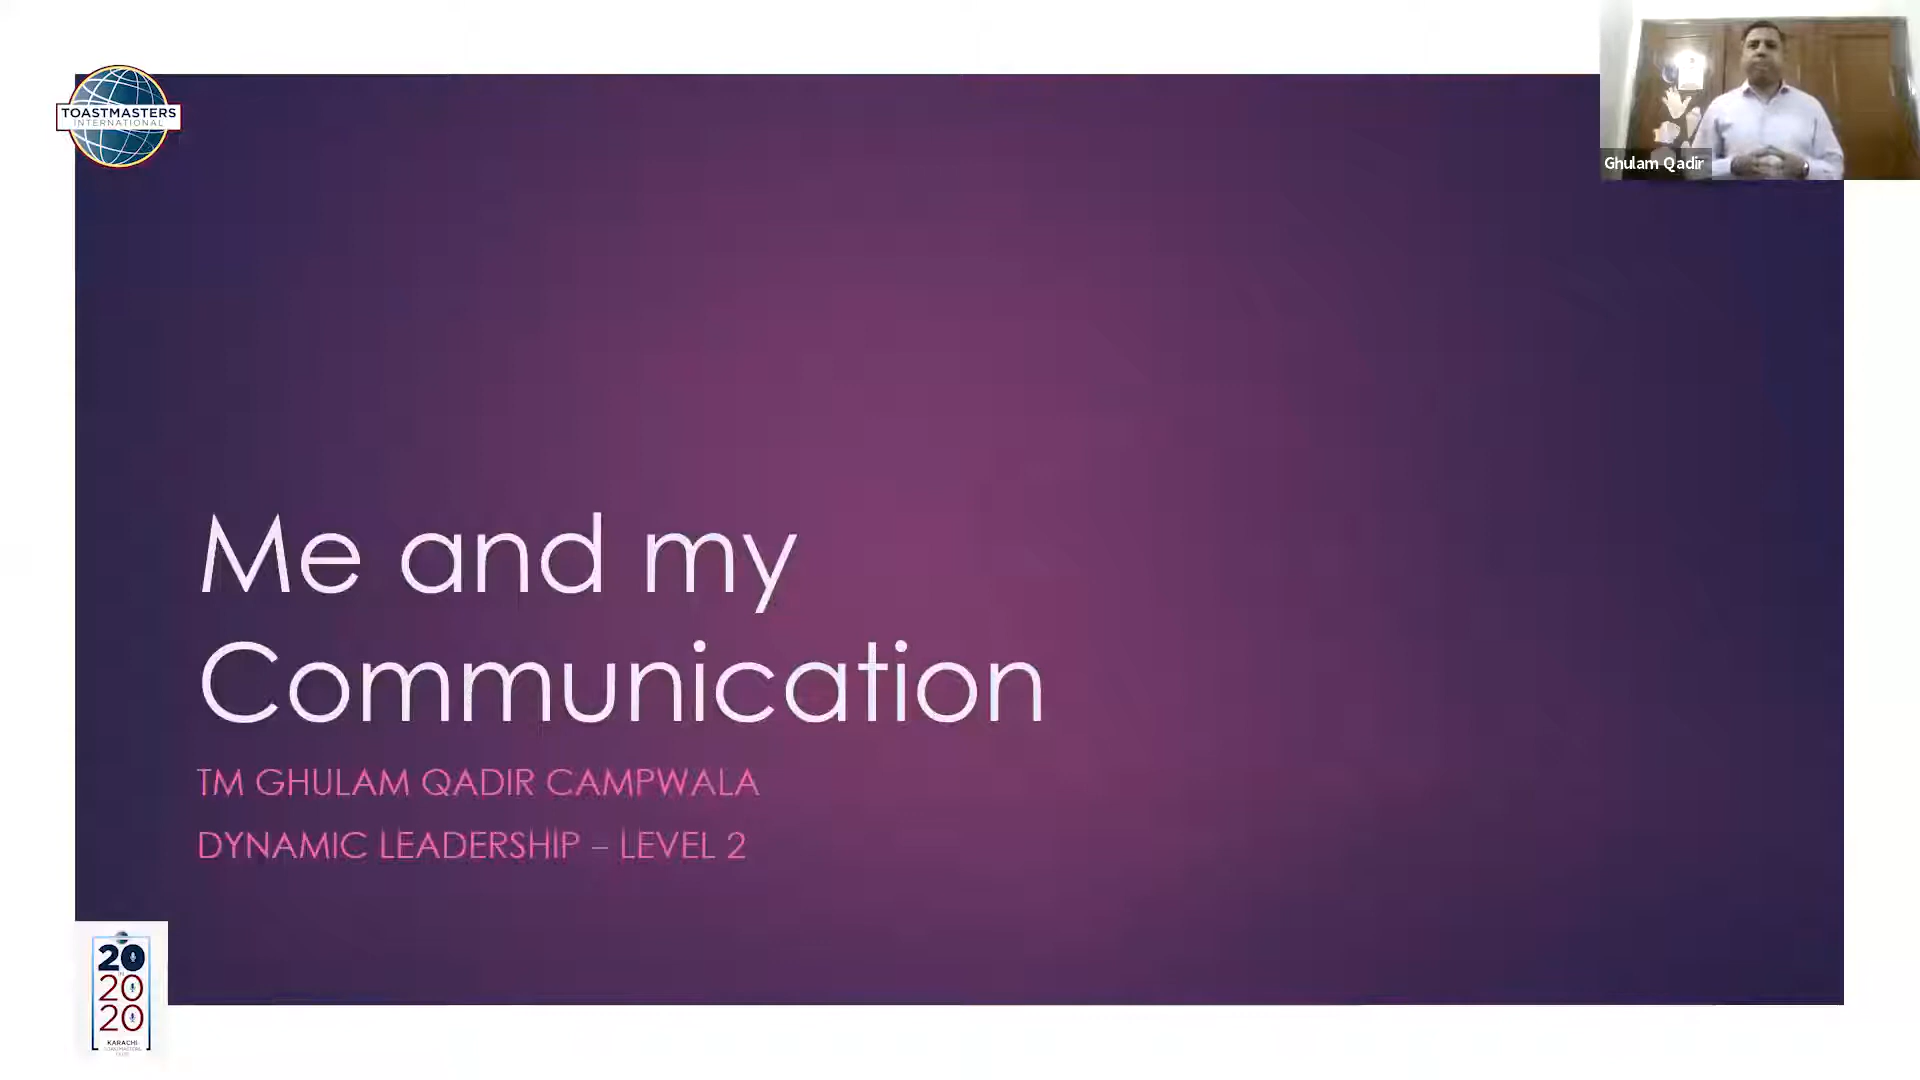 TOASTMASTERS
INTERNATIONAL
Ghulam Qadir
Me and my
Communication
TM GHULAM QADIR CAMPWALA
DYNAMIC LEADERSHIP – LEVEL 2
20
20
20
KARACHI
TOASTMASTERS